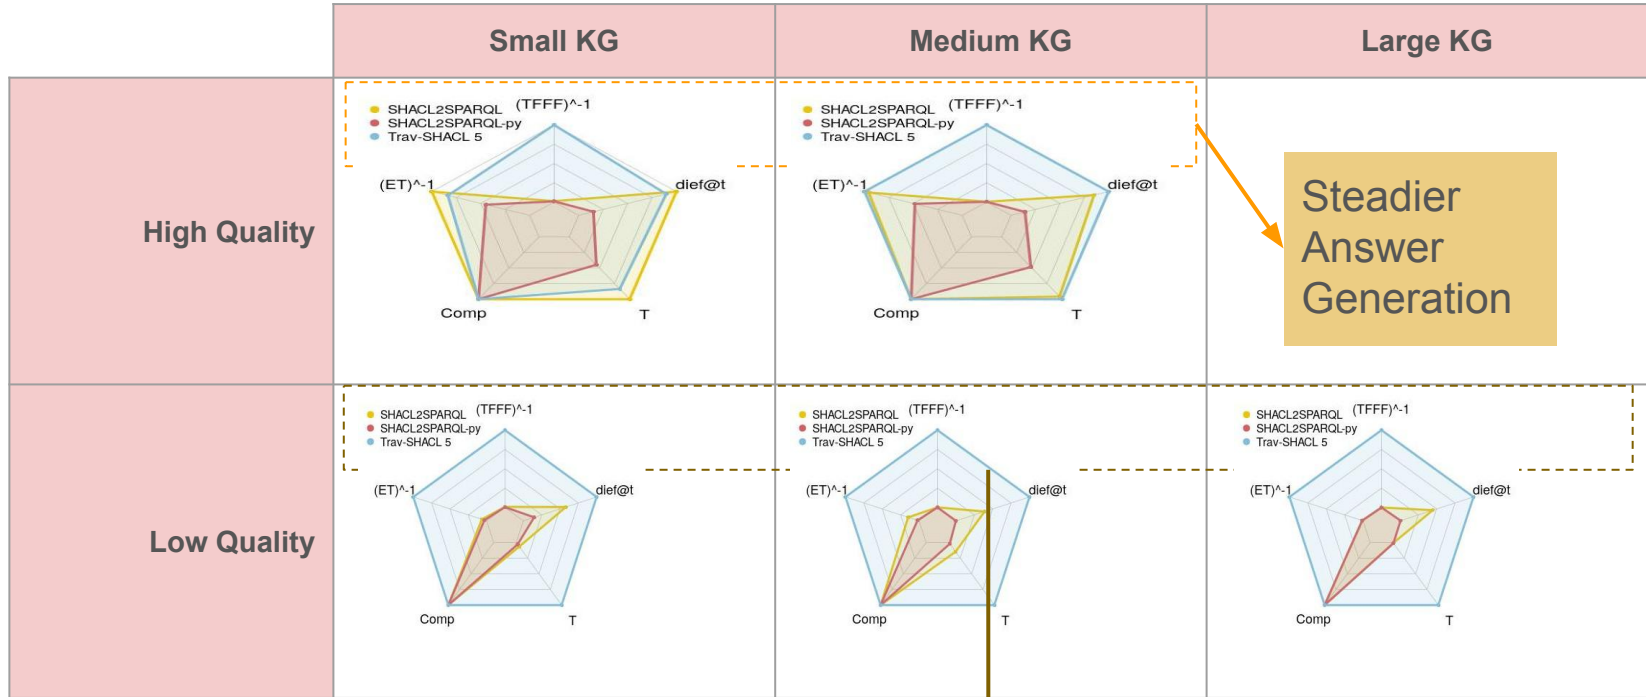 Small KG
Medium KG
Large KG
High Quality
SHACL2SPARQL
SHACL2SPARQL-py
Trav-SHACL 5
(TFFF)^-1
(ET)^-1
dief@t
Comp
T
SHACL2SPARQL
SHACL2SPARQL-py
Trav-SHACL 5
(TFFF)^-1
(ET)^-1
dief@t
Comp
T
Steadier
Answer
Generation
Low Quality
SHACL2SPARQL
SHACL2SPARQL-py
Trav-SHACL 5
(TFFF)^-1
(ET)^-1
dief@t
Comp
T
SHACL2SPARQL
SHACL2SPARQL-py
Trav-SHACL 5
(TFFF)^-1
(ET)^-1
dief@t
Comp
T
SHACL2SPARQL
SHACL2SPARQL-py
Trav-SHACL 5
(TFFF)^-1
(ET)^-1
dief@t
Comp
T